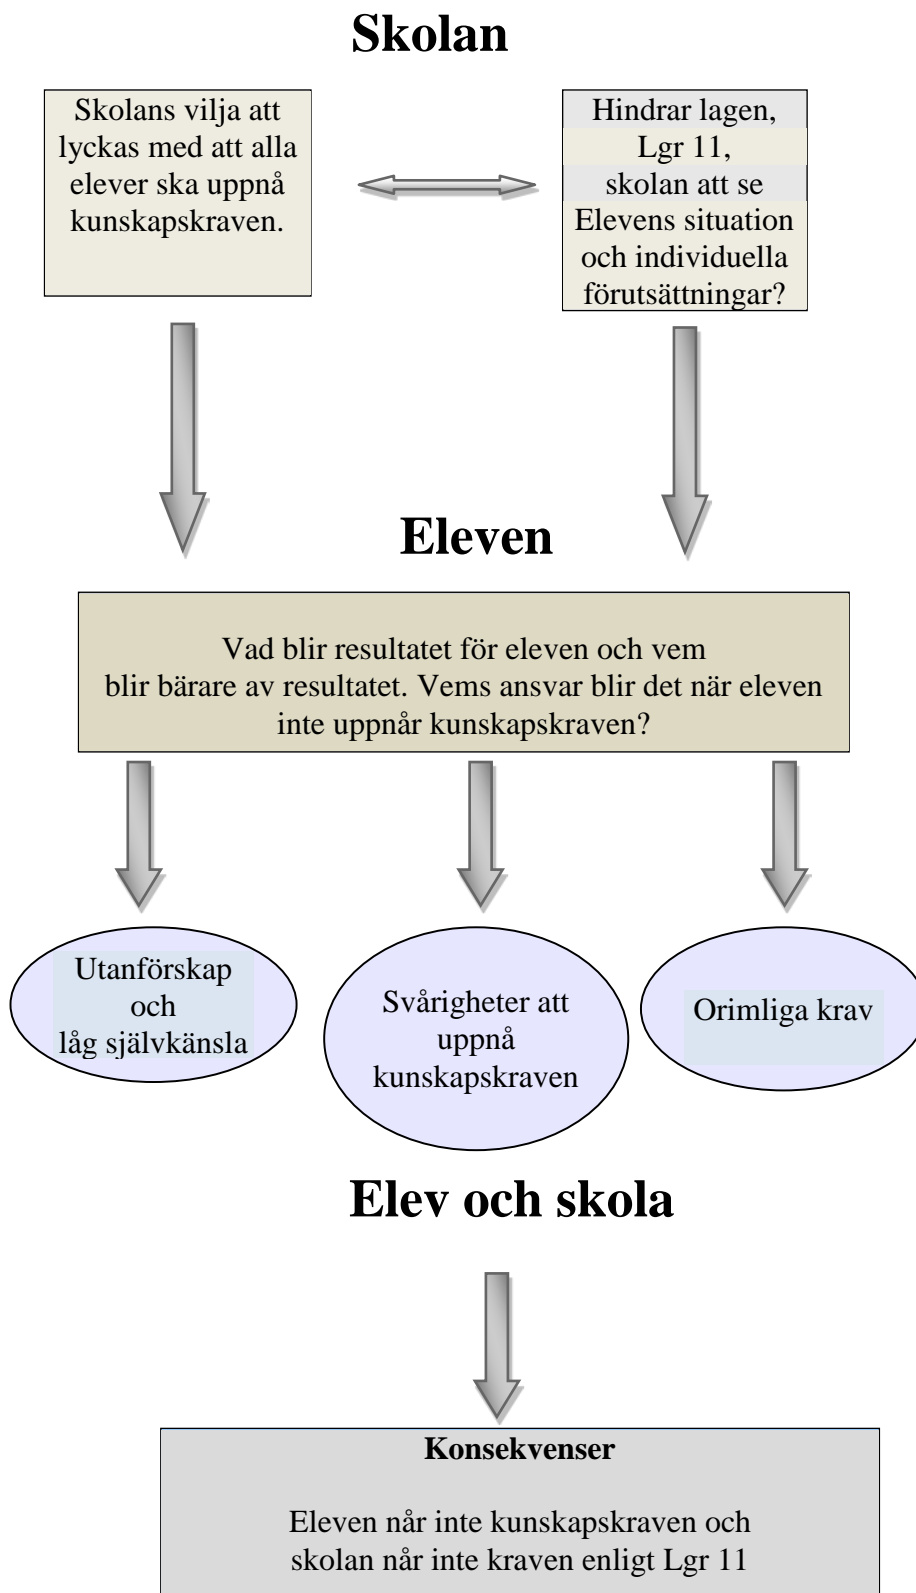 Skolan
Skolans vilja att
lyckas med att alla
elever ska uppnå
kunskapskraven.
Hindrar lagen,
Lgr 11,
skolan att se
Elevens situation
och individuella
förutsättningar?
Eleven
Vad blir resultatet för eleven och vem
blir bärare av resultatet. Vems ansvar blir det när eleven
inte uppnår kunskapskraven?
Utanförskap
och
låg självkänsla
Svårigheter att
uppnå
kunskapskraven
Orimliga krav
Elev och skola
Konsekvenser
Eleven når inte kunskapskraven och
skolan når inte kraven enligt Lgr 11